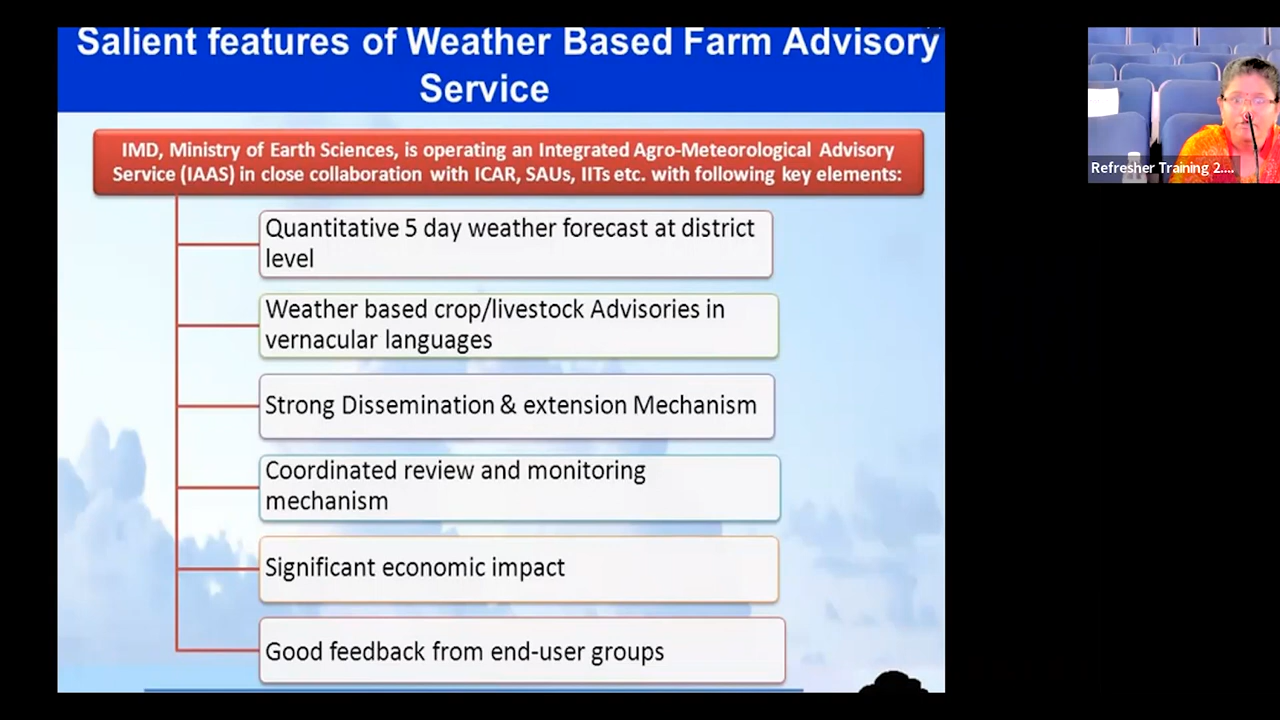 Salient features of Weather Based Farm Advisory
Service
IMD, Ministry of Earth Sciences, is operating an Integrated Agro-Meteorological Advisory
Service (IAAS) in close collaboration with ICAR, SAUs, IITs etc. with following key elements:
Quantitative 5 day weather forecast at district
level
Weather based crop/livestock Advisories in
vernacular languages
Strong Dissemination & extension Mechanism
Coordinated review and monitoring
mechanism
Significant economic impact
Good feedback from end-user groups
Refresher Training 2....